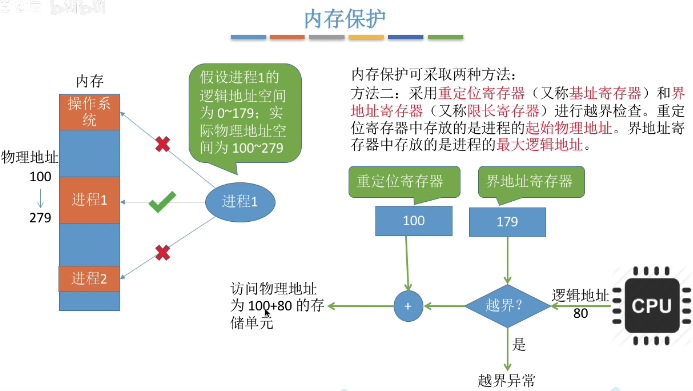 内存保护
内存
操作系
统
物理地址
100
279
进程1
进程2
假设进程1的
逻辑地址空间
为 0~179；实
际物理地址空
间为 100~279
进程1
内存保护可采取两种方法：
方法二：采用重定位寄存器（又称基址寄存器）和界
地址寄存器（又称限长寄存器）进行越界检查。重定
位寄存器中存放的是进程的起始物理地址。界地址寄
存器中存放的是进程的最大逻辑地址。
重定位寄存器
界地址寄存器
100
179
访问物理地址
为 100+80 的存
储单元
+
越界？
逻辑地址
80
CPU
是
越界异常